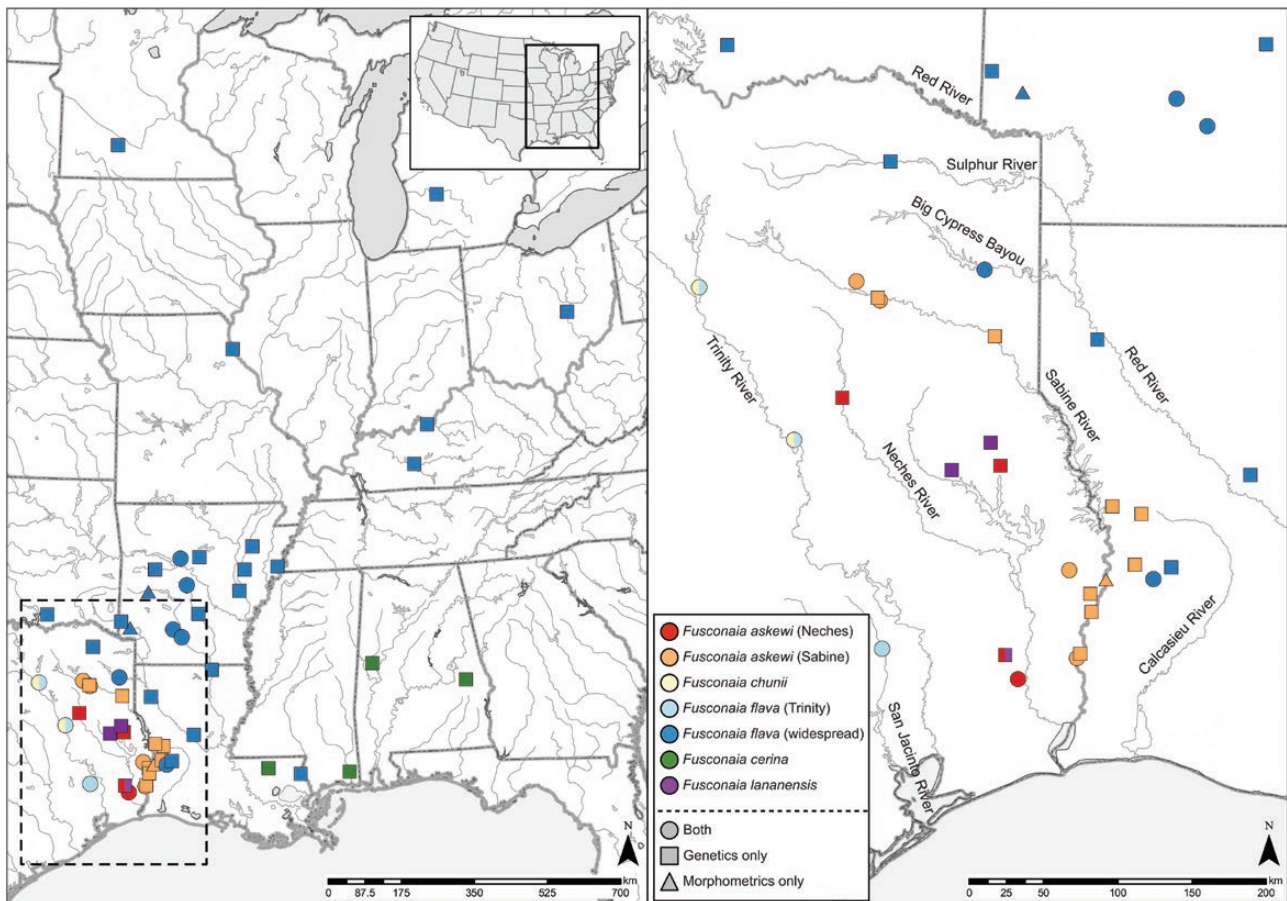 N
0 87.5 175 350 525 700
km
Red River
Sulphur River
Big Cypress Bayou
Trinity River
Neches River
Sabine River
Red River
Calcasieu River
San Jacinto River
Fusconaia askewi (Neches)
Fusconaia askewi (Sabine)
Fusconaia chunii
Fusconaia flava (Trinity)
Fusconaia flava (widespread)
Fusconaia cerina
Fusconaia lananensis
Both
Genetics only
Morphometrics only
N
0 25 50 100 150 200
km